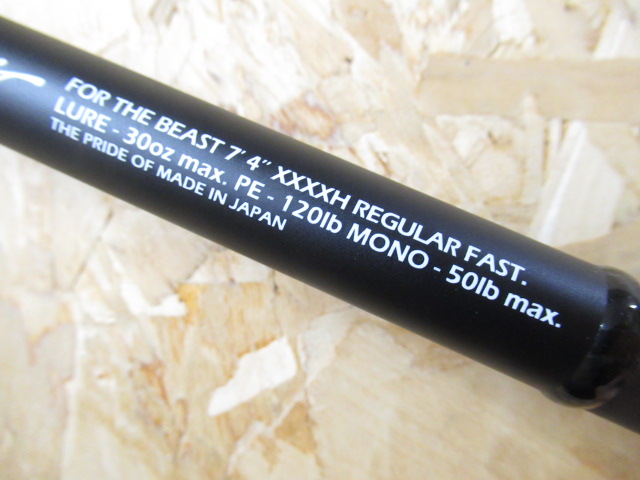 FOR THE BEAST 7' 4" XXXXH REGULAR FAST.
LURE - 30oz max. PE - 120lb MONO - 50lb max.
THE PRIDE OF MADE IN JAPAN